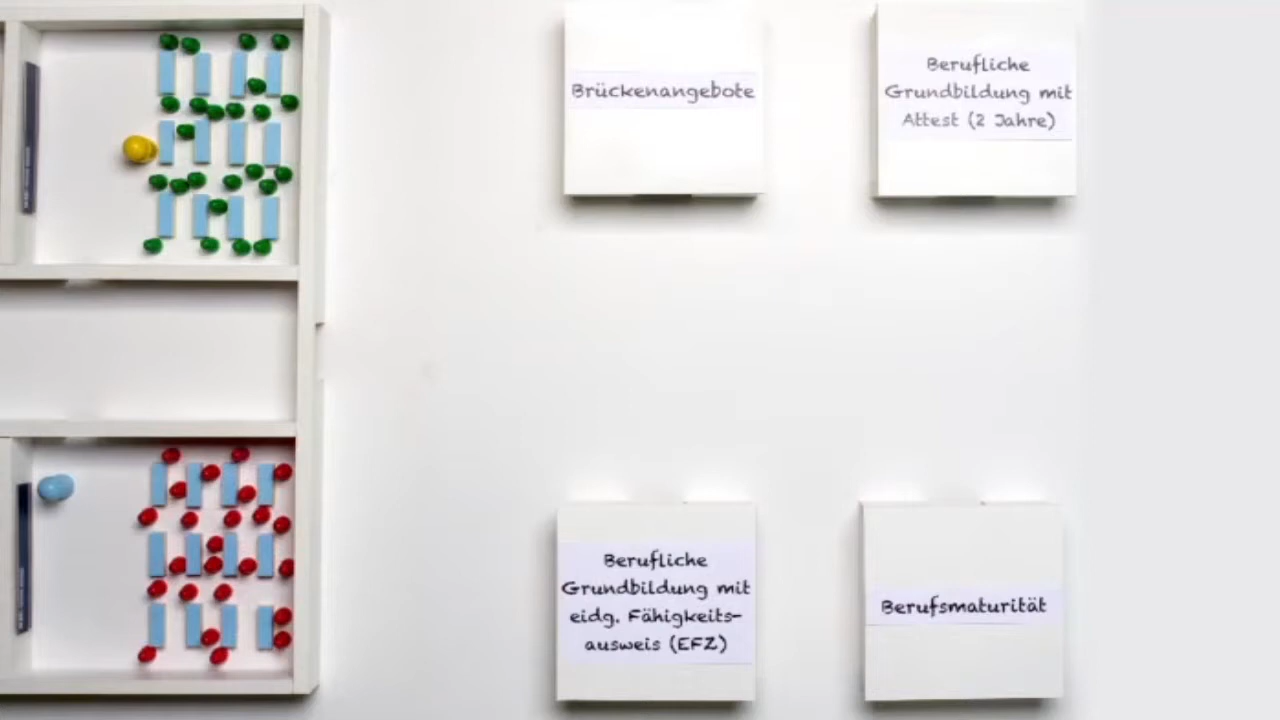 Brückenangebote
Berufliche
Grundbildung mit
Attest (2 Jahre)
Berufliche
Grundbildung mit
eidg. Fähigkeits-
ausweis (EFZ)
Berufsmaturität